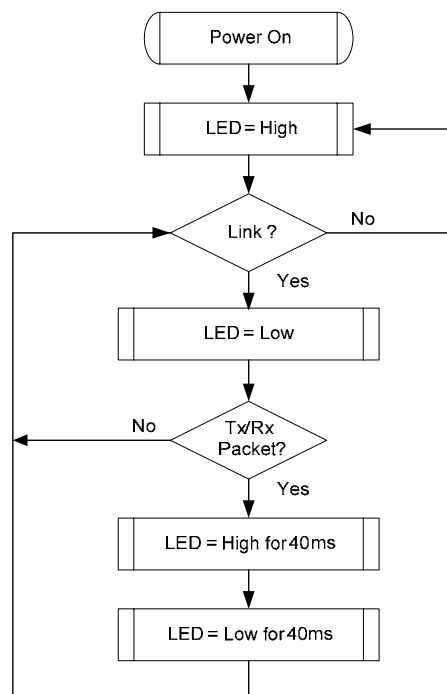 Power On
LED = High
Link ?
No
Yes
LED = Low
No
Tx/Rx
Packet?
Yes
LED = High for 40ms
LED = Low for 40ms